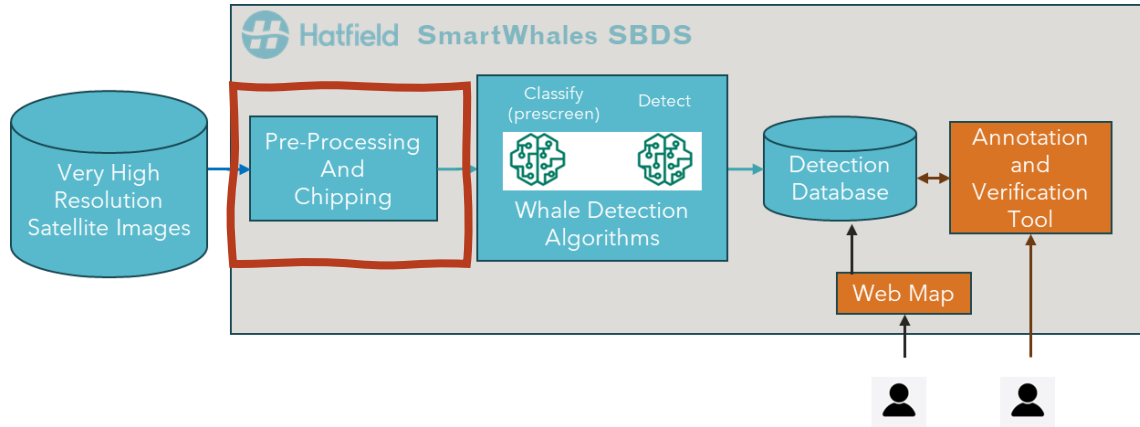 Hatfield SmartWhales SBDS
Very High
Resolution
Satellite Images
Pre-Processing
And
Chipping
Classify
(prescreen)
Detect
Whale Detection
Algorithms
Detection
Database
Annotation
and
Verification
Tool
Web Map